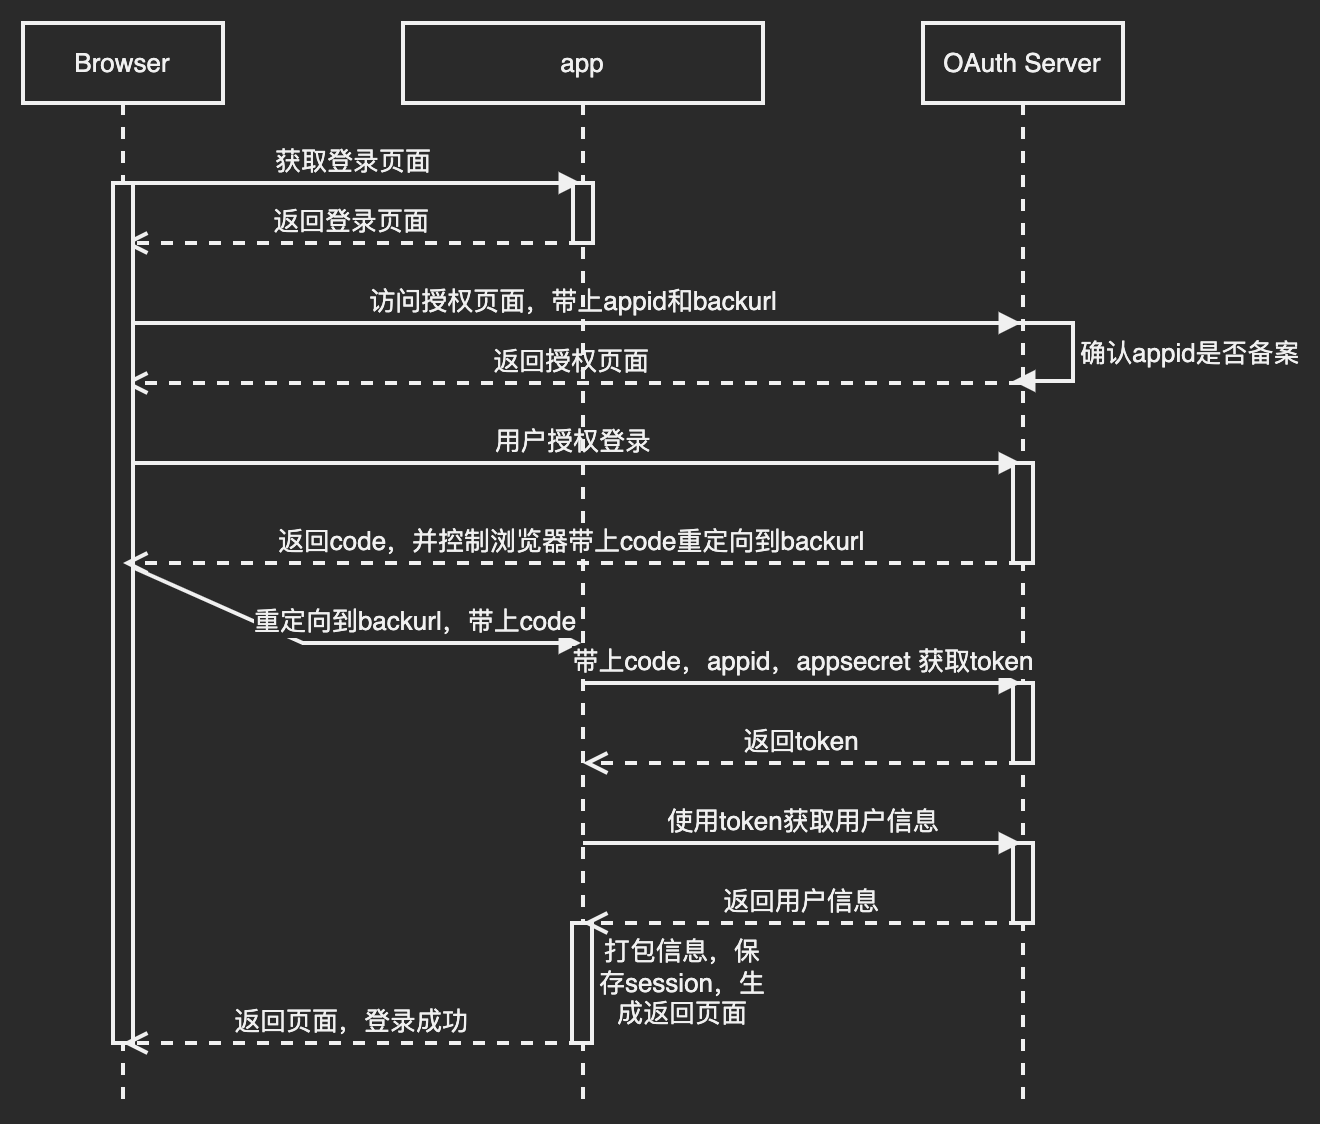 Browser
app
OAuth Server
获取登录页面
返回登录页面
访问授权页面，带上appid和backurl
确认appid是否备案
返回授权页面
用户授权登录
返回code，并控制浏览器带上code重定向到backurl
重定向到backurl，带上code
带上code，appid，appsecret 获取token
返回token
使用token获取用户信息
返回用户信息
打包信息，保
存session，生
成返回页面
返回页面，登录成功